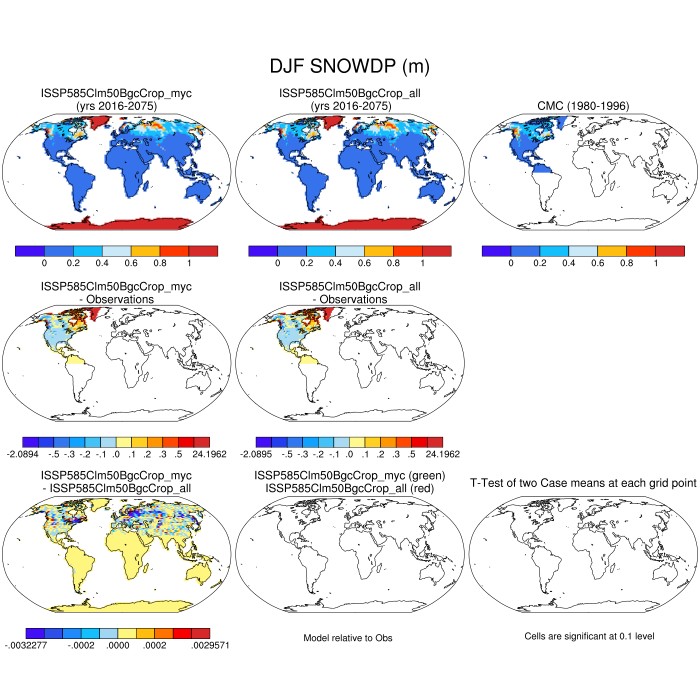 DJF SNOWDP (m)
ISSP585Clm50BgcCrop_myc
(yrs 2016-2075)
ISSP585Clm50BgcCrop_all
(yrs 2016-2075)
CMC (1980-1996)
0 0.2 0.4 0.6 0.8 1
0 0.2 0.4 0.6 0.8 1
0 0.2 0.4 0.6 0.8 1
ISSP585Clm50BgcCrop_myc
- Observations
ISSP585Clm50BgcCrop_all
- Observations
-2.0894 -.5 -.3 -.2 -.1 .0 .1 .2 .3 .5 24.1962
-2.0895 -.5 -.3 -.2 -.1 .0 .1 .2 .3 .5 24.1962
ISSP585Clm50BgcCrop_myc
- ISSP585Clm50BgcCrop_all
ISSP585Clm50BgcCrop_myc (green)
ISSP585Clm50BgcCrop_all (red)
T-Test of two Case means at each grid point
-.0032277 -.0002 .0000 .0002 .0029571
Model relative to Obs
Cells are significant at 0.1 level